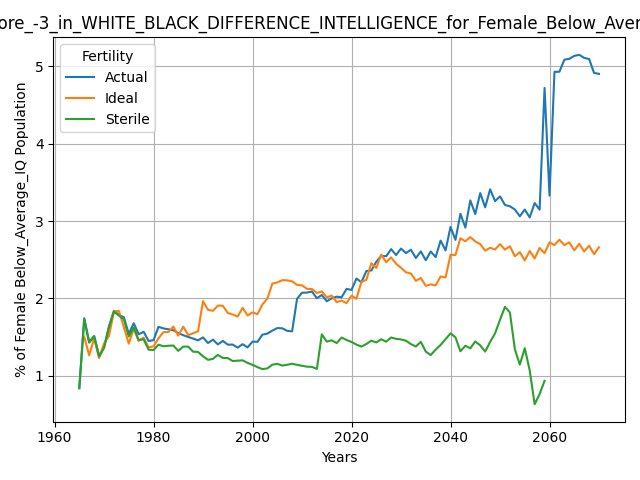 ore_-3_in_WHITE_BLACK_DIFFERENCE_INTELLIGENCE_for_Female_Below_Aver
Fertility
Actual
Ideal
Sterile
5
4
3
2
1
% of Female Below_Average_IQ Population
1960
1980
2000
2020
2040
2060
Years